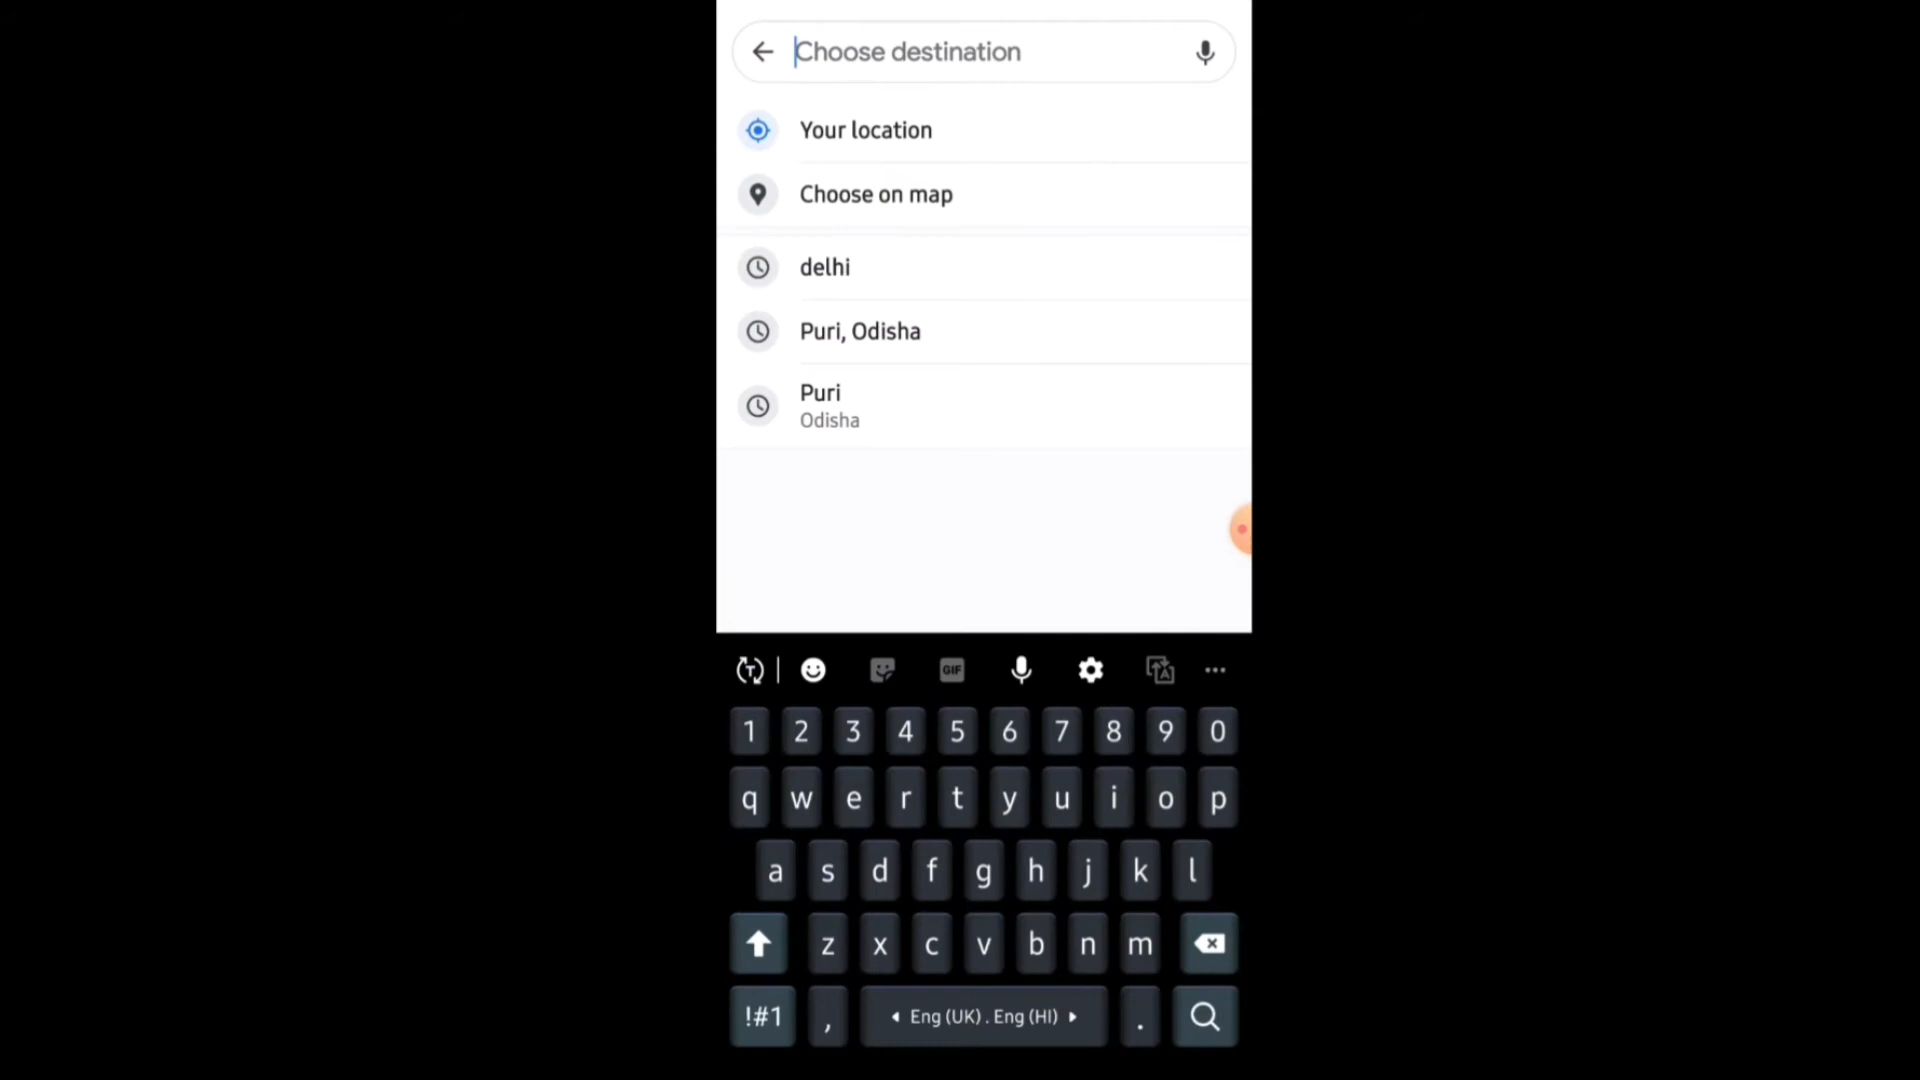 Choose destination
Your location
Choose on map
delhi
Puri, Odisha
Puri
Odisha
T
GIF
A
1 2 3 4 5 6 7 8 9 0
q w e r t y u i o p
a s d f g h j k l
z x c v b n m
!#1 , Eng (UK) . Eng (HI) .